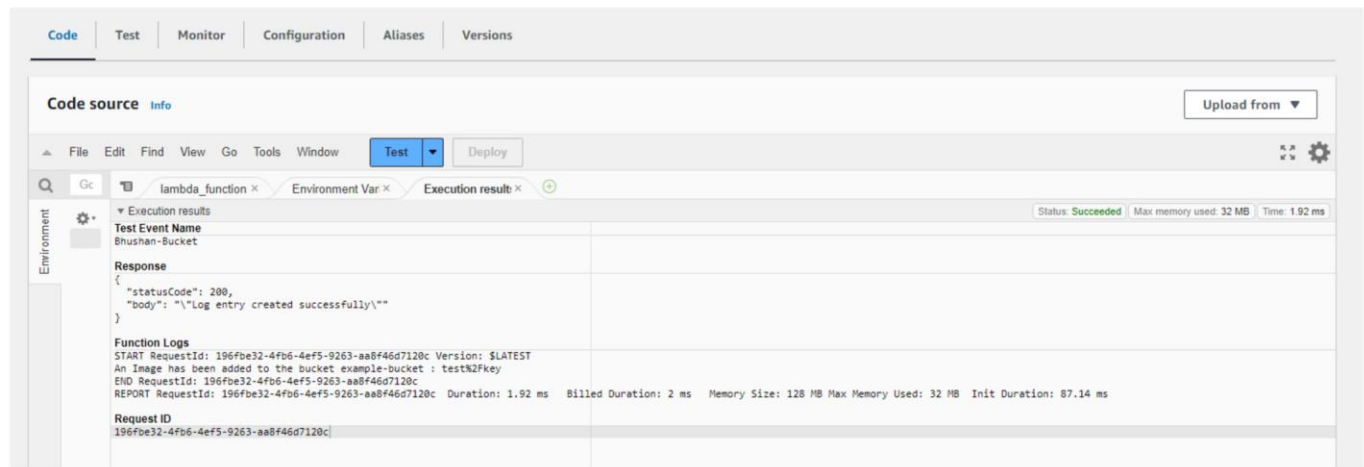 Code Test Monitor Configuration Aliases Versions
Code source Info
Upload from ▼
File Edit Find View Go Tools Window Test Deploy
Go lambda_function × Environment Var × Execution results ×
Execution results
Status: Succeeded Max memory used: 32 MB Time: 1.92 ms
Environment
Test Event Name
Bhushan-Bucket
Response
{
"statusCode": 200,
"body": "\"Log entry created successfully\""
}
Function Logs
START RequestId: 196fbe32-4fb6-4ef5-9263-aa8f46d7120c Version: $LATEST
An Image has been added to the bucket example-bucket : test%2Fkey
END RequestId: 196fbe32-4fb6-4ef5-9263-aa8f46d7120c
REPORT RequestId: 196fbe32-4fb6-4ef5-9263-aa8f46d7120c Duration: 1.92 ms Billed Duration: 2 ms Memory Size: 128 MB Max Memory Used: 32 MB Init Duration: 87.14 ms
Request ID
196fbe32-4fb6-4ef5-9263-aa8f46d7120c